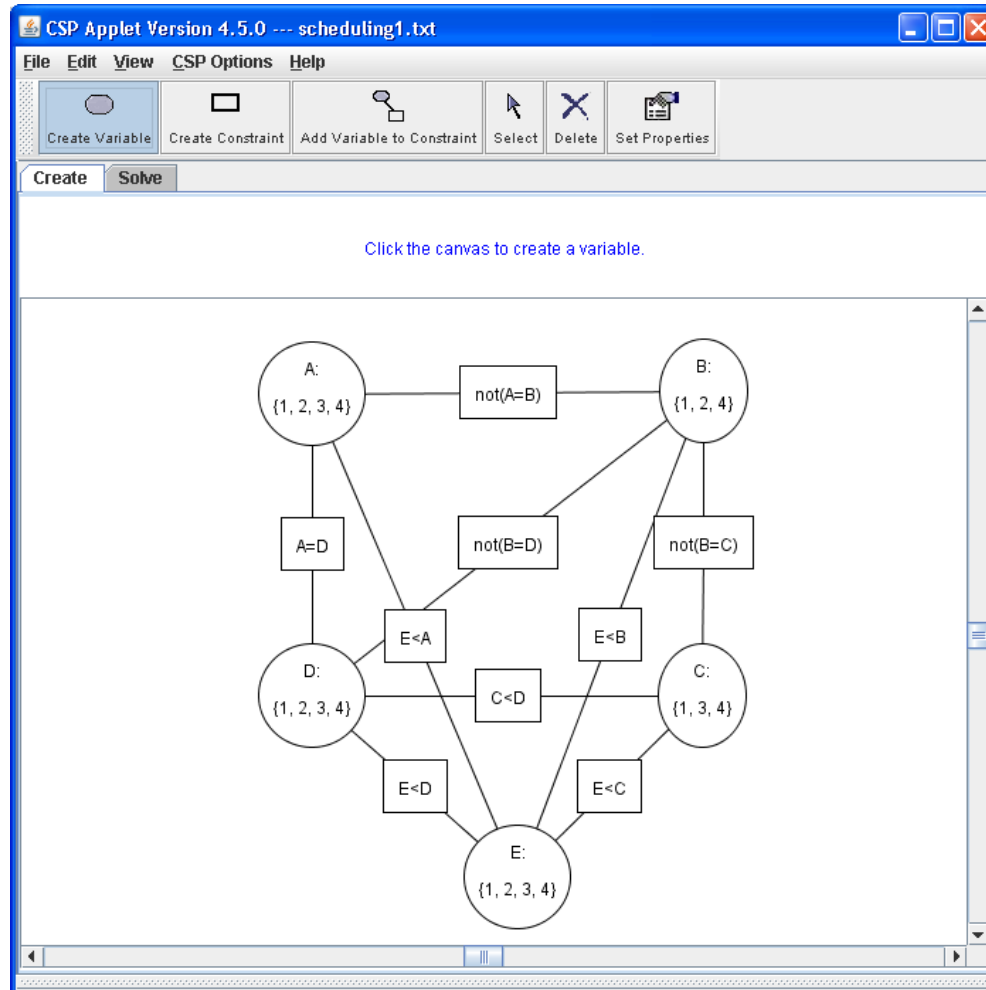 CSP Applet Version 4.5.0 --- scheduling1.txt
File Edit View CSP Options Help
Create Variable Create Constraint Add Variable to Constraint Select Delete Set Properties
Create Solve
Click the canvas to create a variable.
A:
{1, 2, 3, 4}
not(A=B)
B:
{1, 2, 4}
A=D
not(B=D)
not(B=C)
E<A
E<B
D:
{1, 2, 3, 4}
C<D
C:
{1, 3, 4}
E<D
E<C
E:
{1, 2, 3, 4}